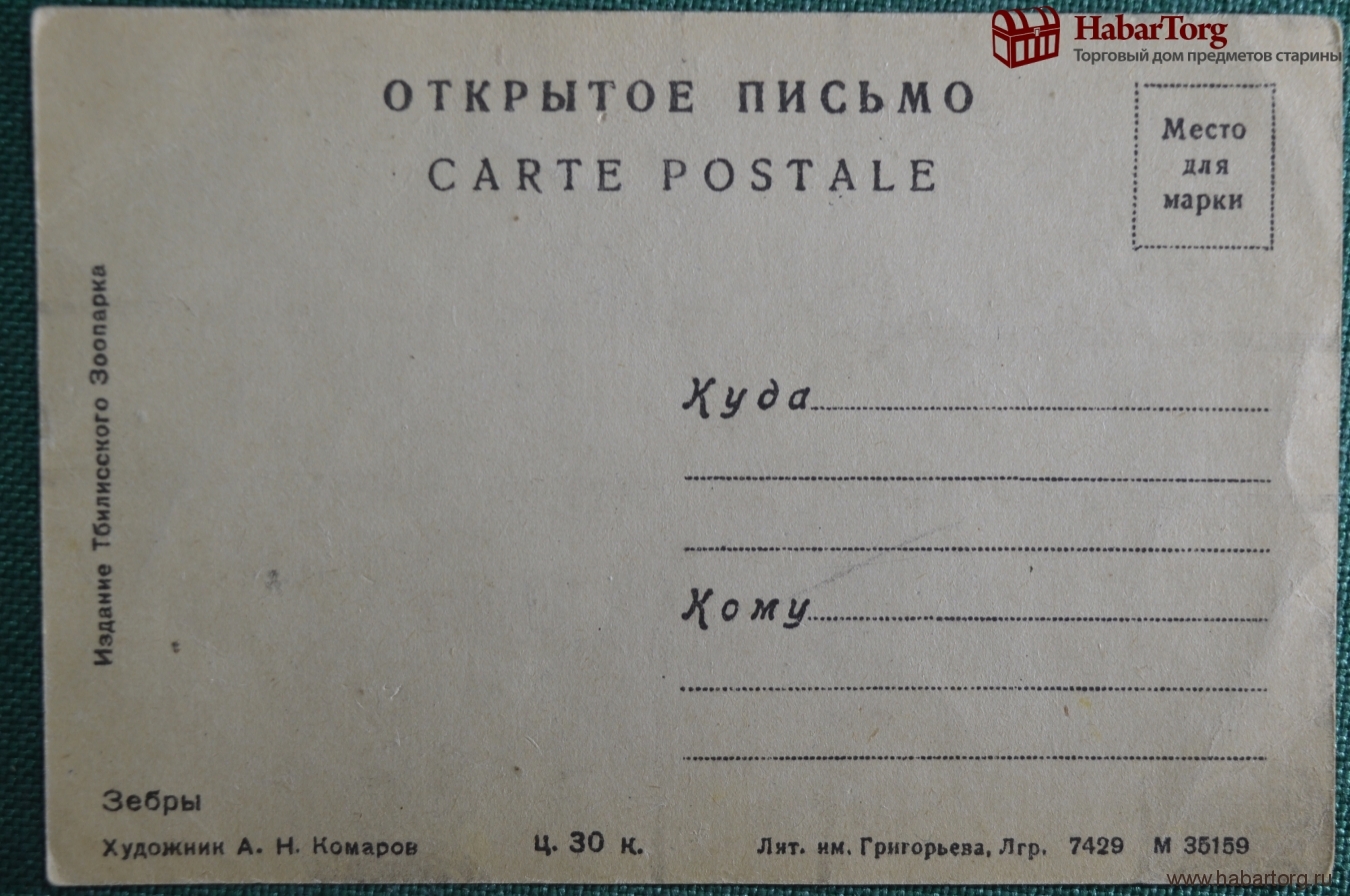 HabarTorg
Торговый дом предметов старины
ОТКРЫТОЕ ПИСЬМО
CARTE POSTALE
Место
для
марки
Издание Тбилисского Зоопарка
Куда
Кому
Зебры
Художник А. Н. Комаров
Ц. 30 к.
Лят. им. Григорьева, Лгр. 7429 М 35159
www.habartorg.ru